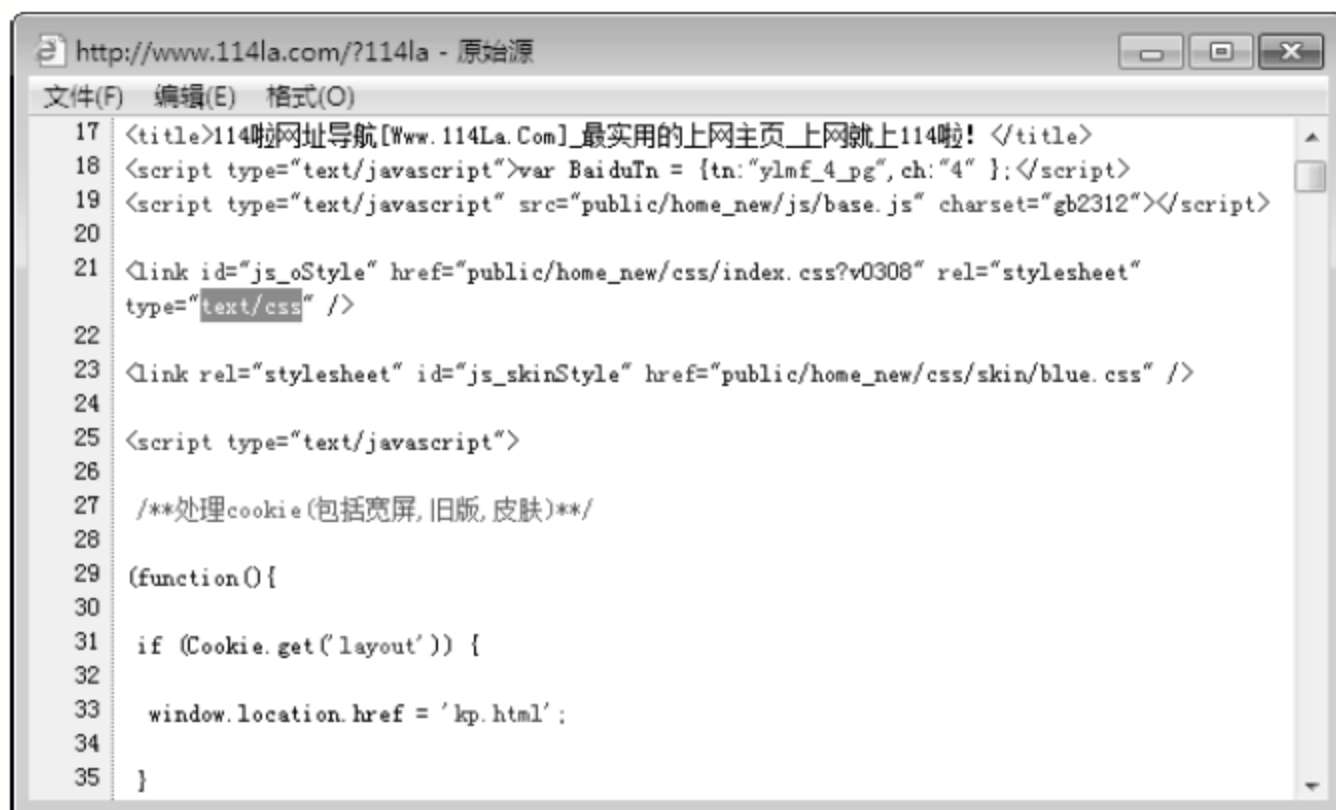 http://www.114la.com/?114la - 原始源
文件(F) 编辑(E) 格式(O)
17 <title>114啦网址导航[Www.114La.Com]_最实用的上网主页_上网就上114啦! </title>
18 <script type="text/javascript">var BaiduTn = {tn:"ylmf_4_pg",ch:"4" };</script>
19 <script type="text/javascript" src="public/home_new/js/base.js" charset="gb2312"></script>
20
21 <link id="js_oStyle" href="public/home_new/css/index.css?v0308" rel="stylesheet"
type="text/css" />
22
23 <link rel="stylesheet" id="js_skinStyle" href="public/home_new/css/skin/blue.css" />
24
25 <script type="text/javascript">
26
27 /**处理cookie(包括宽屏,旧版,皮肤)**/
28
29 (function(){
30
31 if (Cookie.get('layout')) {
32
33 window.location.href = 'kp.html';
34
35 }